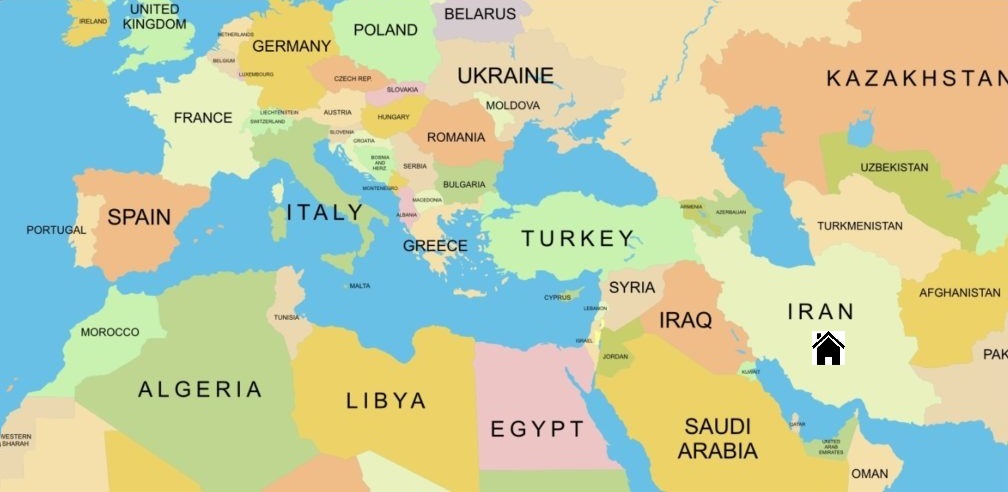 IRELAND
UNITED
KINGDOM
NETHERLANDS
BELGIUM
LUXEMBOURG
GERMANY
POLAND
BELARUS
UKRAINE
KAZAKHSTAN
CZECH REP.
SLOVAKIA
MOLDOVA
FRANCE
LIECHTENSTEIN
SWITZERLAND
AUSTRIA
HUNGARY
SLOVENIA
CROATIA
ROMANIA
BOSNIA
AND
HERZ.
SERBIA
MONTENEGRO
BULGARIA
MACEDONIA
ALBANIA
UZBEKISTAN
ARMENIA
AZERBAIJAN
TURKMENISTAN
PORTUGAL
SPAIN
ITALY
GREECE
TURKEY
MALTA
CYPRUS
SYRIA
LEBANON
ISRAEL
JORDAN
IRAQ
IRAN
AFGHANISTAN
PAK
KUWAIT
MOROCCO
TUNISIA
ALGERIA
LIBYA
EGYPT
SAUDI
ARABIA
QATAR
UNITED
ARAB
EMIRATES
OMAN
WESTERN
SHARAH